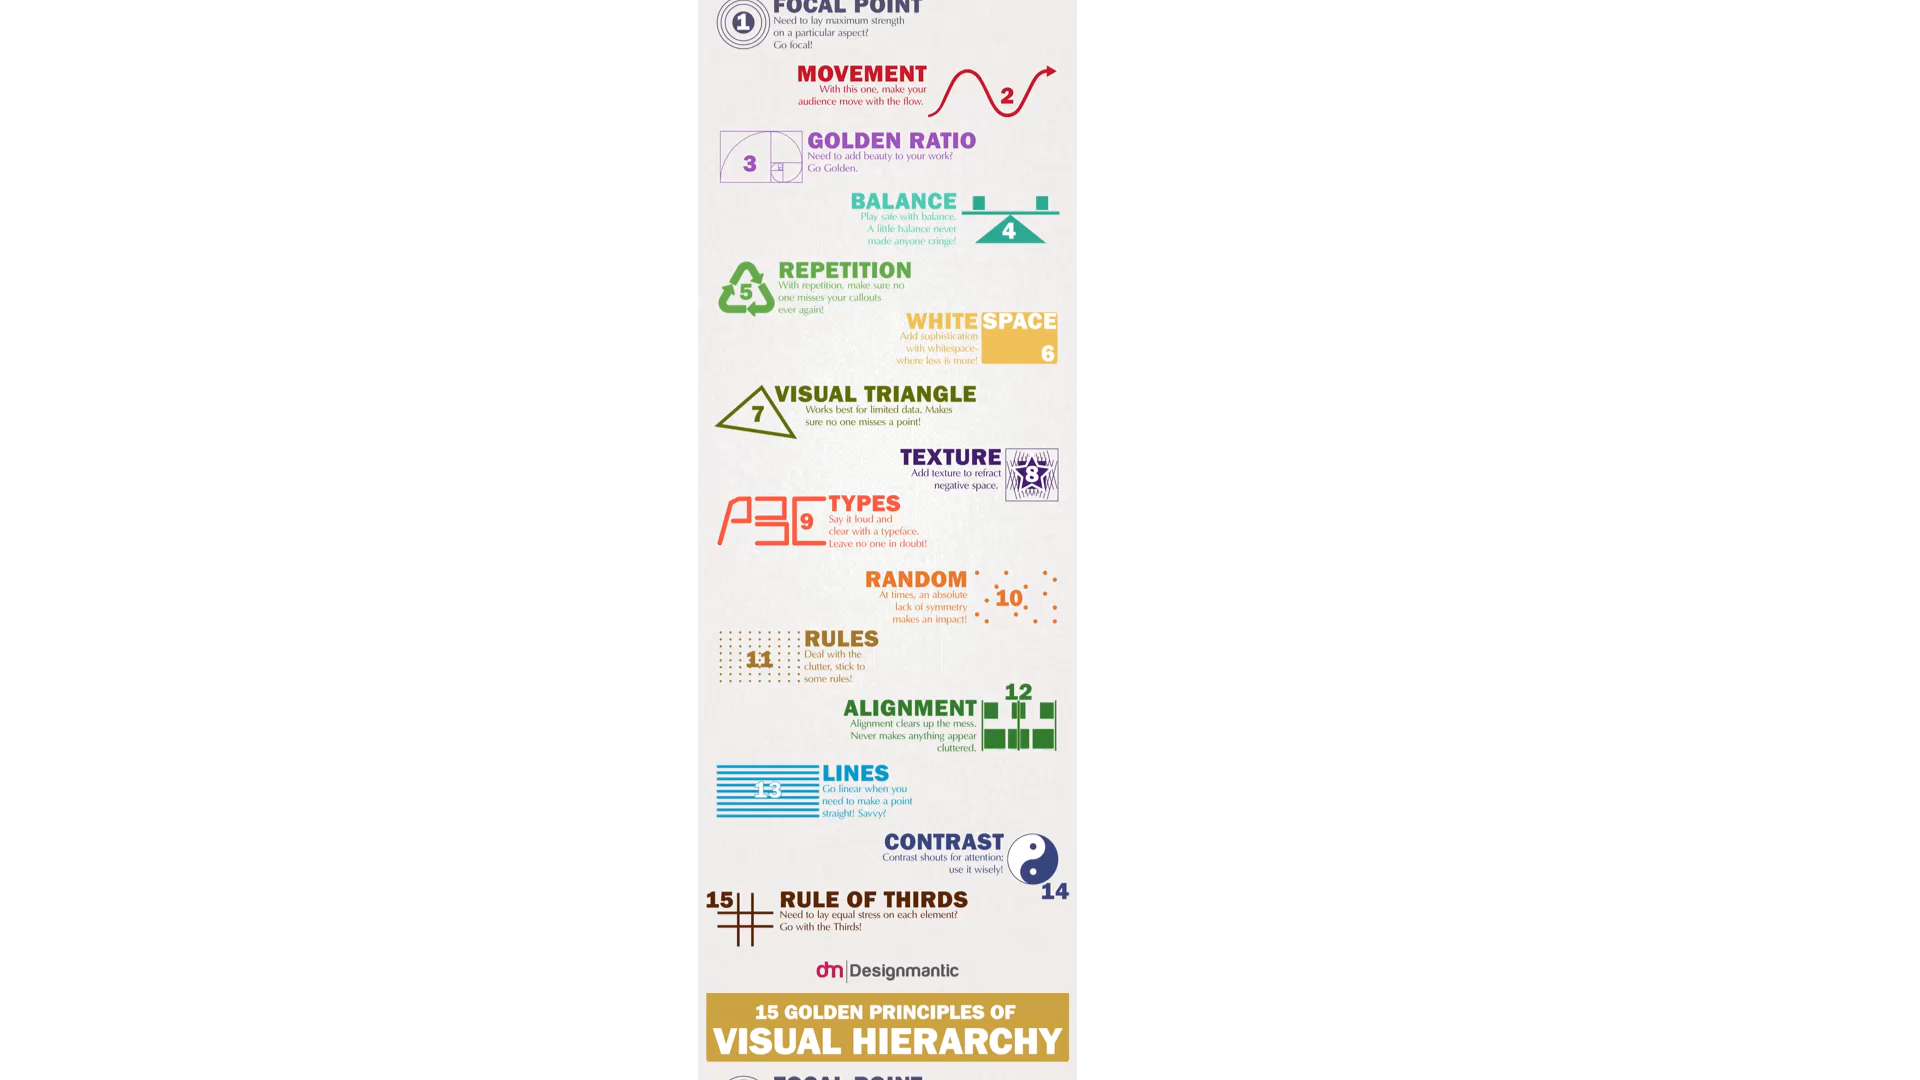 FOCAL POINT
1
Need to lay maximum strength
on a particular aspect?
Go focal!
MOVEMENT
With this one, make your
audience move with the flow.
2
GOLDEN RATIO
3
Need to add beauty to your work?
Go Golden.
BALANCE
Play safe with balance.
A little balance never
made anyone cringe!
4
REPETITION
5
With repetition, make sure no
one misses your callouts
ever again!
WHITE SPACE
Add sophistication
with whitespace-
where less is more!
6
VISUAL TRIANGLE
7
Works best for limited data. Makes
sure no one misses a point!
TEXTURE
Add texture to refract
negative space.
8
ABC
9
TYPES
Say it loud and
clear with a typeface.
Leave no one in doubt!
RANDOM
At times, an absolute
lack of symmetry
makes an impact!
10
RULES
11
Deal with the
clutter, stick to
some rules!
12
ALIGNMENT
Alignment clears up the mess.
Never makes anything appear
cluttered.
LINES
13
Go linear when you
need to make a point
straight! Savvy?
CONTRAST
Contrast shouts for attention;
use it wisely!
14
15
RULE OF THIRDS
Need to lay equal stress on each element?
Go with the Thirds!
dm Designmantic
15 GOLDEN PRINCIPLES OF
VISUAL HIERARCHY
FOCAL POINT